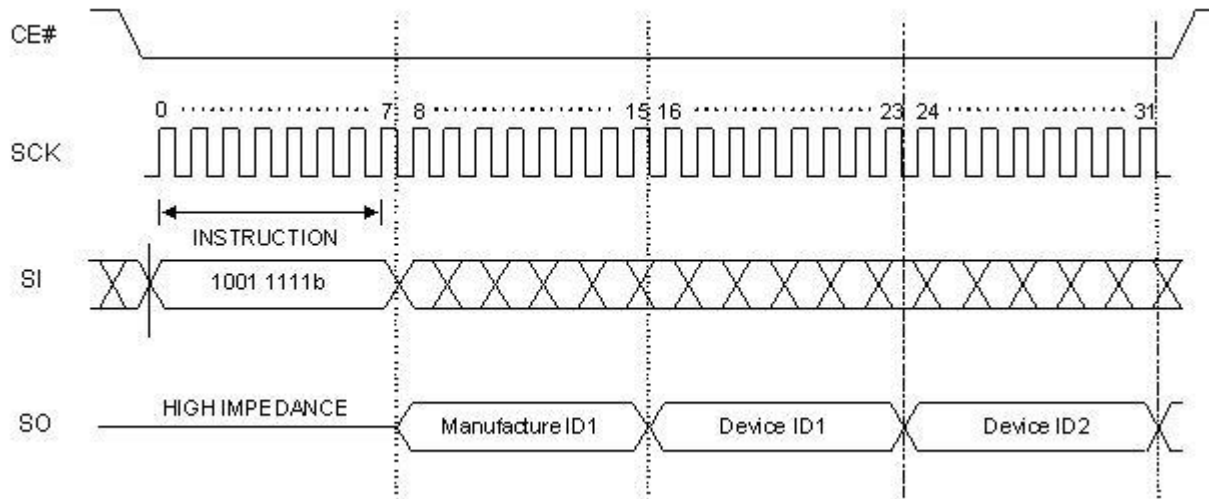 CE#
0 7 8 15 16 23 24 31
SCK
INSTRUCTION
SI 1001 1111b
HIGH IMPEDANCE
SO Manufacture ID1 Device ID1 Device ID2